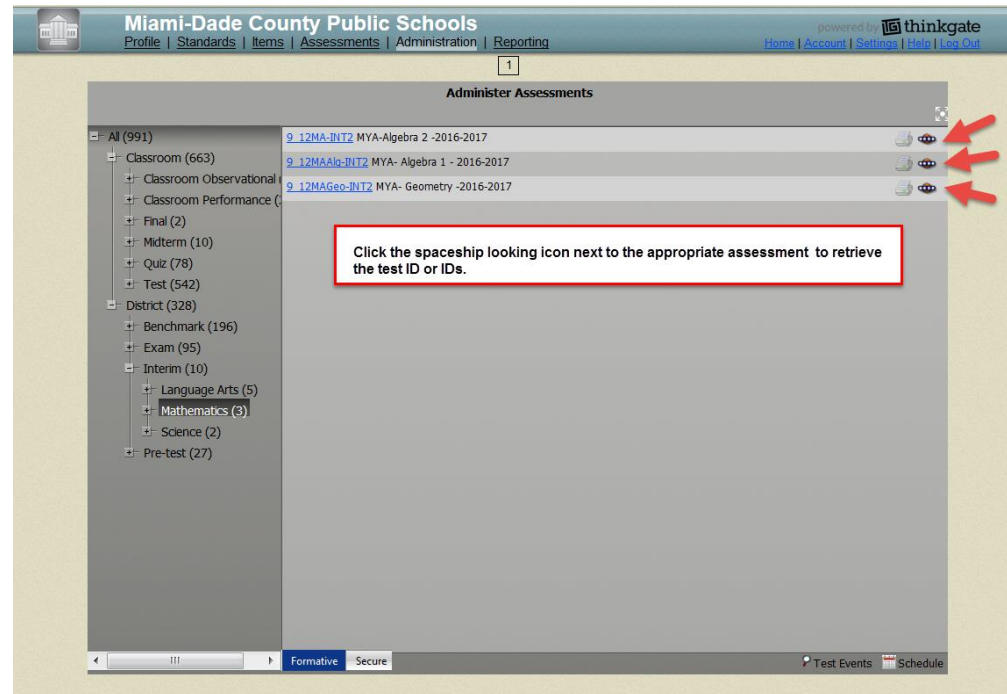 Miami-Dade County Public Schools
powered by thinkgate
Profile | Standards | Items | Assessments | Administration | Reporting
Home | Account | Settings | Help | Log Out
1
Administer Assessments
All (991)
Classroom (663)
Classroom Observational
Classroom Performance (
Final (2)
Midterm (10)
Quiz (78)
Test (542)
District (328)
Benchmark (196)
Exam (95)
Interim (10)
Language Arts (5)
Mathematics (3)
Science (2)
Pre-test (27)
9_12MA-INT2 MYA-Algebra 2 -2016-2017
9_12MAAlg-INT2 MYA- Algebra 1 - 2016-2017
9_12MAGeo-INT2 MYA- Geometry -2016-2017
Click the spaceship looking icon next to the appropriate assessment to retrieve
the test ID or IDs.
Formative Secure
Test Events Schedule